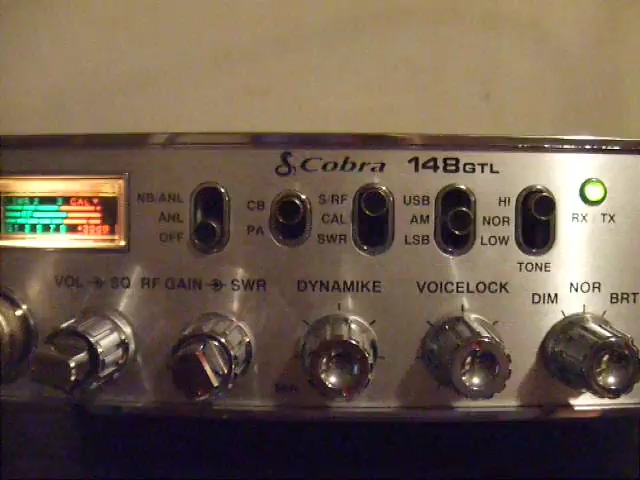 Cobra 148GTL
NB/ANL
ANL
OFF
CB
PA
S/RF
CAL
SWR
USB
AM
LSB
HI
NOR
LOW
TONE
RX / TX
CAL
VOL SQ
RF GAIN SWR
DYNAMIKE
VOICELOCK
DIM NOR BRT